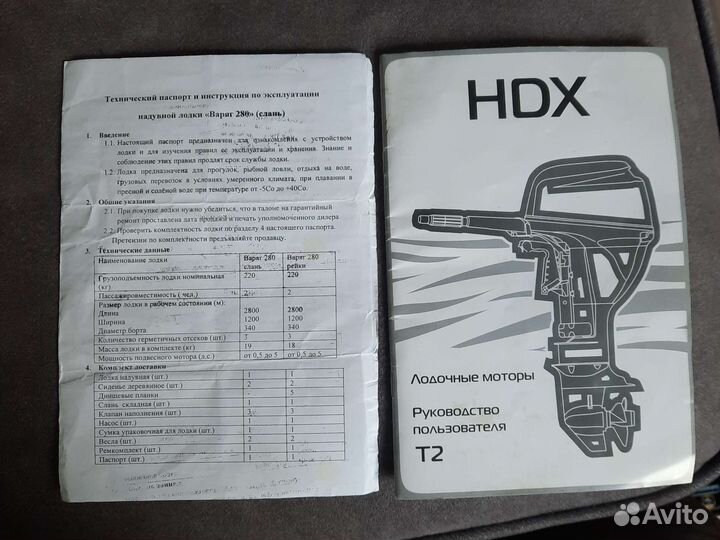 Технический паспорт и инструкция по эксплуатации
надувной лодки «Варяг 280» (слань)
1. Введение
1.1. Настоящий паспорт предназначен для ознакомления с устройством
лодки и для изучения правил ее эксплуатации и хранения. Знание и
соблюдение этих правил продлят срок службы лодки.
1.2. Лодка предназначена для прогулок, рыбной ловли, отдыха на воде,
грузовых перевозок в условиях умеренного климата, при плавании в
пресной и солёной воде при температуре от -5Со до +40Со.
2. Общие указания
2.1. При покупке лодки нужно убедиться, что в талоне на гарантийный
ремонт проставлена дата продажи и печать уполномоченного дилера
2.2. Проверить комплектность лодки по разделу 4 настоящего паспорта.
Претензии по комплектности предъявляйте продавцу.
3. Технические данные
Наименование лодки Варяг 280 слань Варяг 280 рейки
Грузоподъемность лодки номинальная (кг) 220 220
Пассажировместимость ( чел.) 2 2
Размер лодки в рабочем состоянии (м):
Длина 2800 2800
Ширина 1200 1200
Диаметр борта 340 340
Количество герметичных отсеков (шт.) 3 3
Масса лодки в комплекте (кг) 19 18
Мощность подвесного мотора (л.с.) от 0,5 до 5 от 0,5 до 5
4. Комплект поставки
Лодка надувная (шт.) 1 1
Сиденье деревянное (шт.) 2 2
Днищевые планки - 5
Слань складная (шт.) 1 1
Клапан наполнения (шт.) 3 3
Насос (шт.) 1 1
Сумка упаковочная для лодки (шт.) 1 1
Весла (шт.) 2 2
Ремкомплект (шт.) 1 1
Паспорт (шт.) 1 1
HDX
Лодочные моторы
Руководство
пользователя
T2
Avito